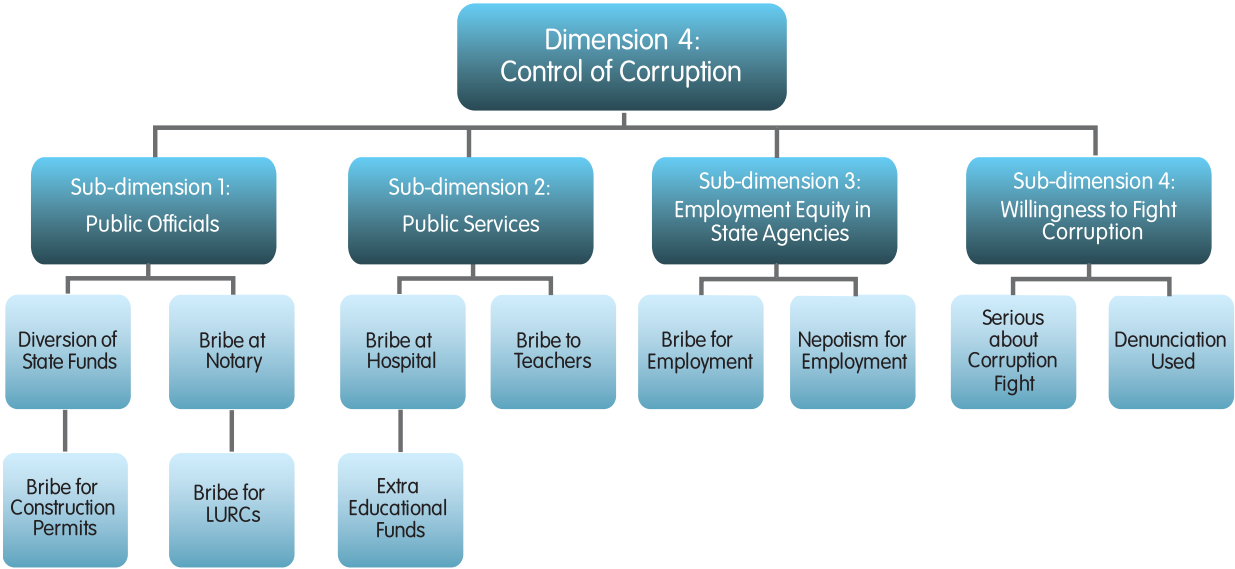 Dimension 4:
Control of Corruption
Sub-dimension 1:
Public Officials
Sub-dimension 2:
Public Services
Sub-dimension 3:
Employment Equity in
State Agencies
Sub-dimension 4:
Willingness to Fight
Corruption
Diversion of
State Funds
Bribe at
Notary
Bribe at
Hospital
Bribe to
Teachers
Bribe for
Employment
Nepotism for
Employment
Serious
about
Corruption
Fight
Denunciation
Used
Bribe for
Construction
Permits
Bribe for
LURCs
Extra
Educational
Funds